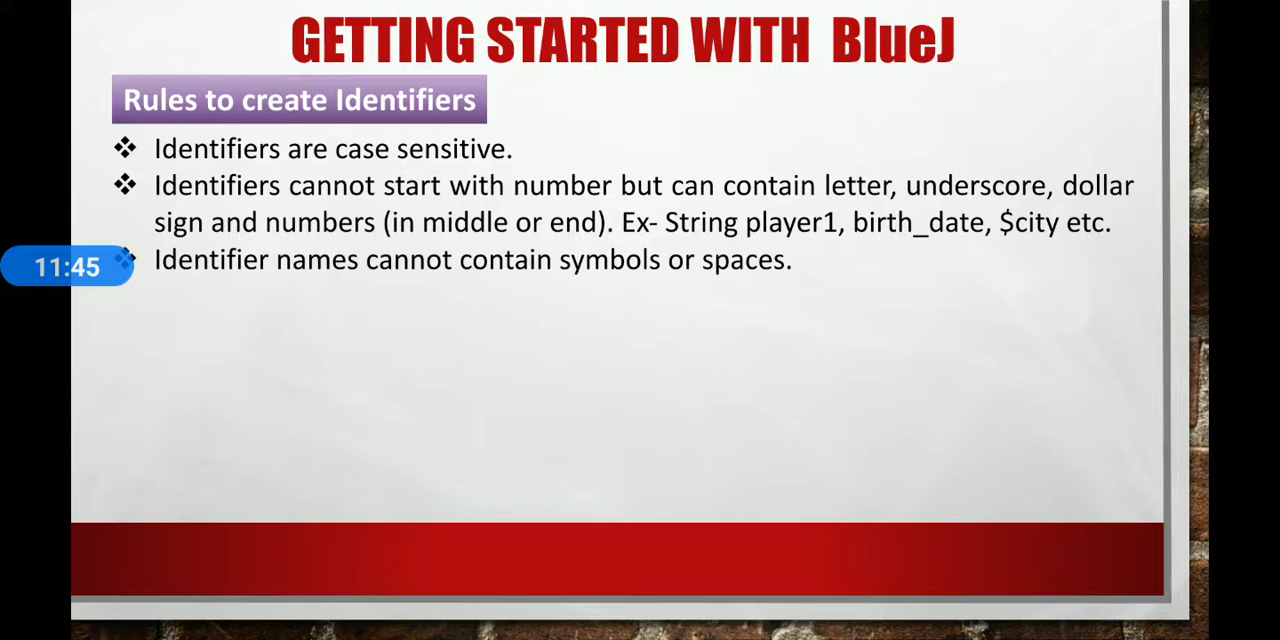 GETTING STARTED WITH BlueJ
Rules to create Identifiers
❖ Identifiers are case sensitive.
❖ Identifiers cannot start with number but can contain letter, underscore, dollar
sign and numbers (in middle or end). Ex- String player1, birth_date, $city etc.
❖ Identifier names cannot contain symbols or spaces.
11:45